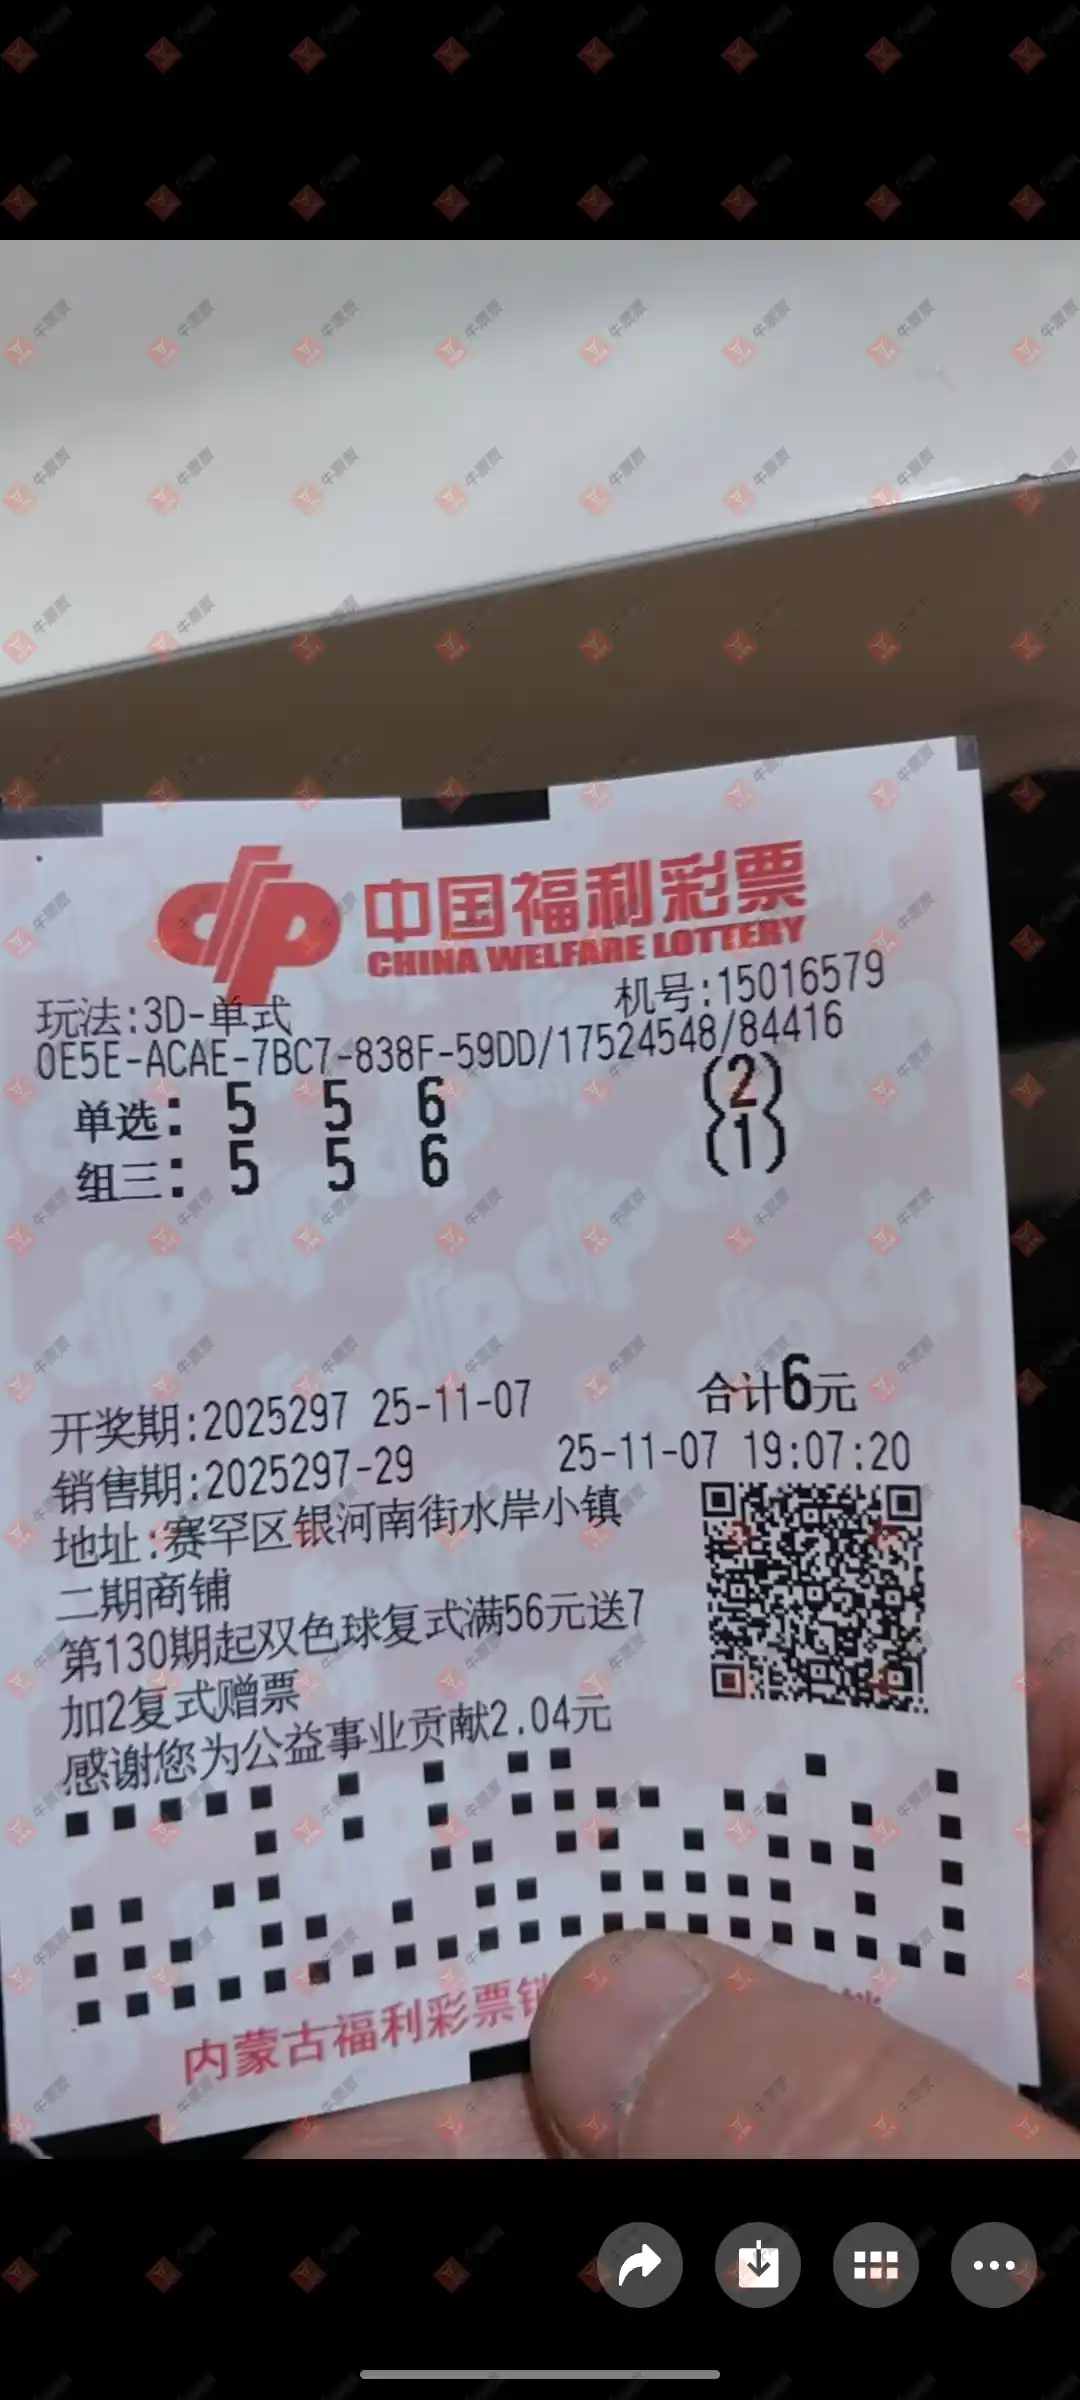 中国福利彩票
CHINA WELFARE LOTTERY
玩法:3D-单式 机号:15016579
0E5E-ACAE-7BC7-838F-59DD/17524548/84416
单选: 5 5 6 (2)
组三: 5 5 6 (1)
合计6元
开奖期:2025297 25-11-07
销售期:2025297-29 25-11-07 19:07:20
地址:赛罕区银河南街水岸小镇
二期商铺
第130期起双色球复式满56元送7
加2复式赠票
感谢您为公益事业贡献2.04元
内蒙古福利彩票销
牛票票